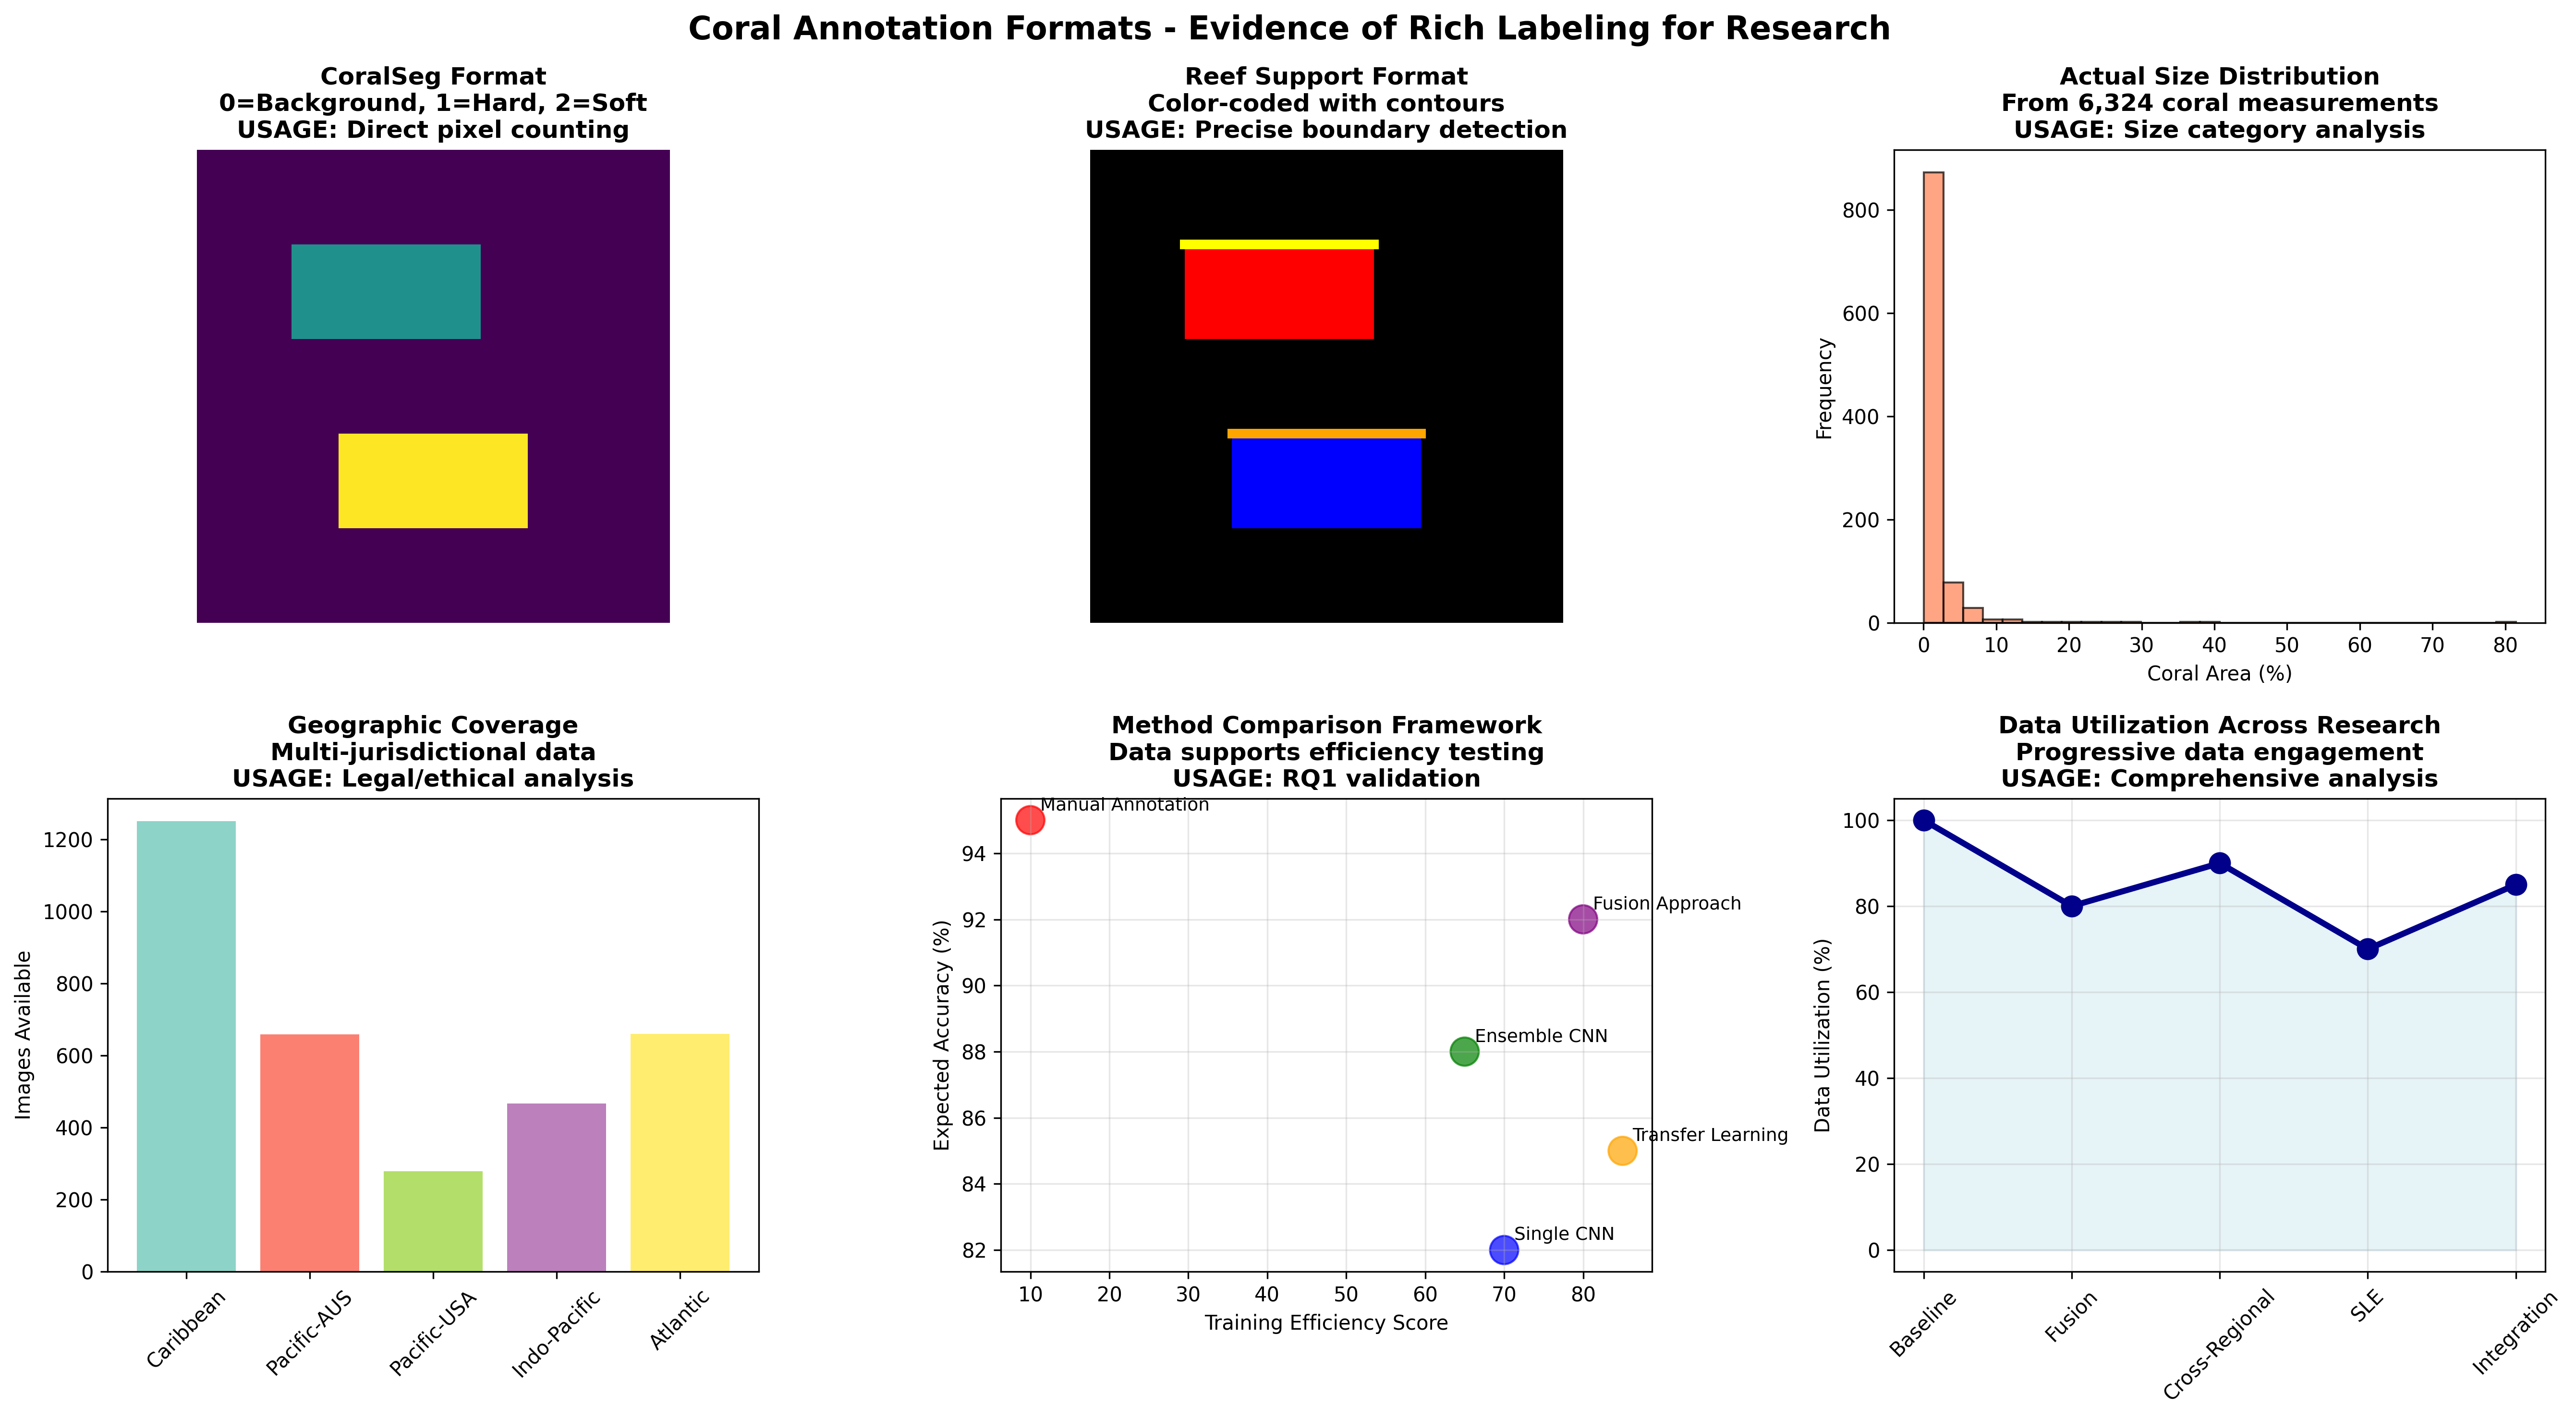 Coral Annotation Formats - Evidence of Rich Labeling for Research
CoralSeg Format
0=Background, 1=Hard, 2=Soft
USAGE: Direct pixel counting
Reef Support Format
Color-coded with contours
USAGE: Precise boundary detection
Actual Size Distribution
From 6,324 coral measurements
USAGE: Size category analysis
Frequency
800
600
400
200
0
0 10 20 30 40 50 60 70 80
Coral Area (%)
Geographic Coverage
Multi-jurisdictional data
USAGE: Legal/ethical analysis
Images Available
1200
1000
800
600
400
200
0
Caribbean
Pacific-AUS
Pacific-USA
Indo-Pacific
Atlantic
Method Comparison Framework
Data supports efficiency testing
USAGE: RQ1 validation
Expected Accuracy (%)
94
92
90
88
86
84
82
Manual Annotation
Fusion Approach
Ensemble CNN
Transfer Learning
Single CNN
10 20 30 40 50 60 70 80
Training Efficiency Score
Data Utilization Across Research
Progressive data engagement
USAGE: Comprehensive analysis
Data Utilization (%)
100
80
60
40
20
0
Baseline
Fusion
Cross-Regional
SLE
Integration